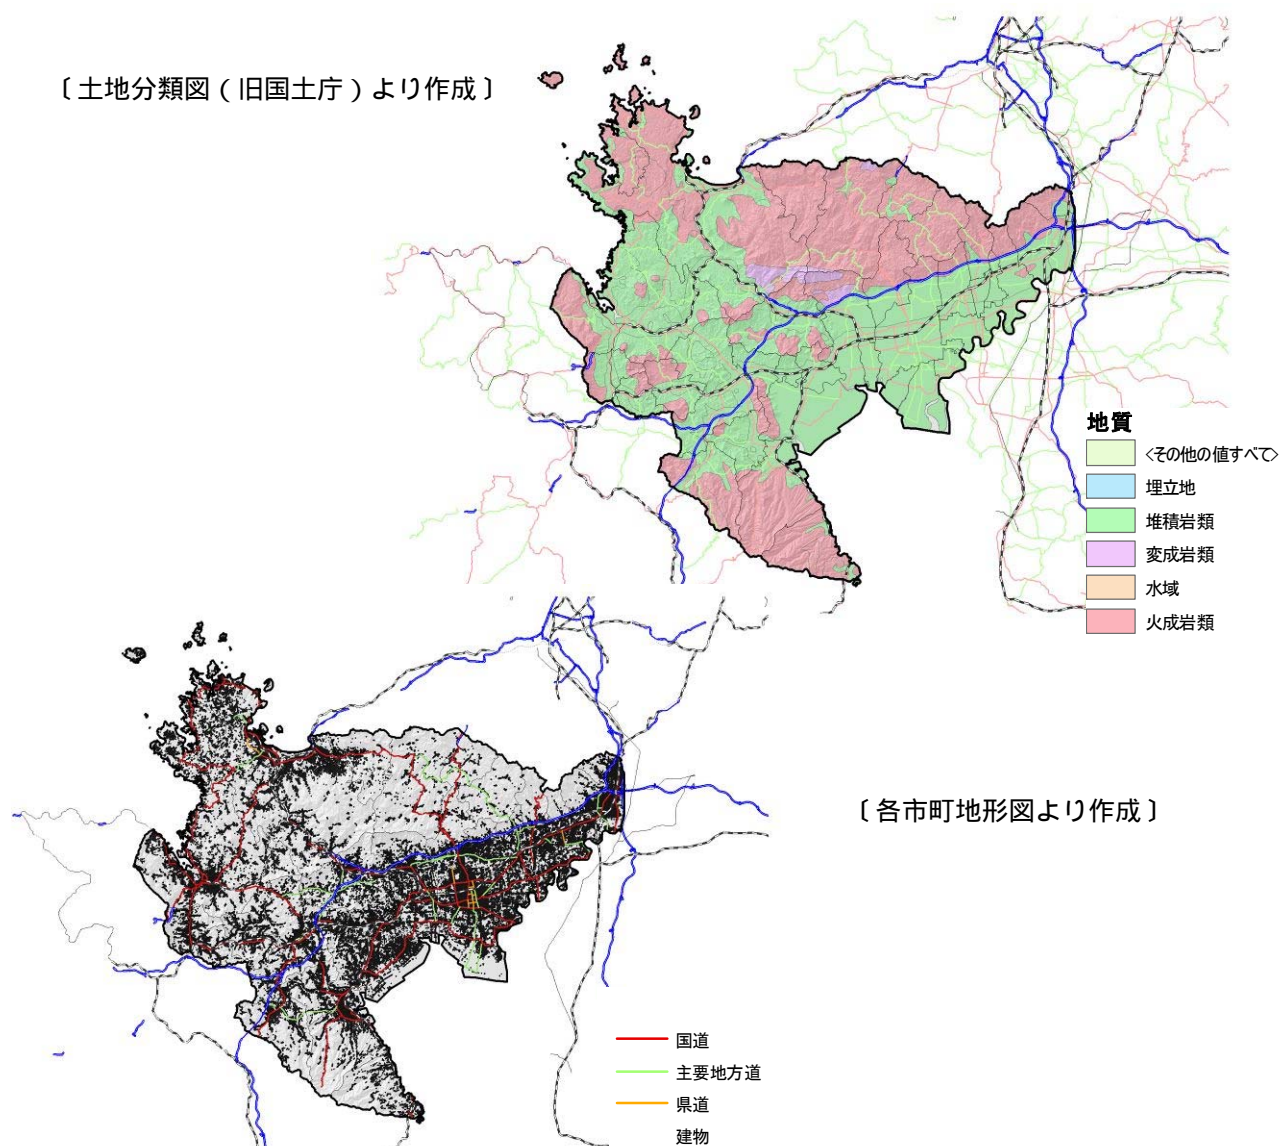 〔土地分類図(旧国土庁)より作成〕
地質
<その他の値すべて>
埋立地
堆積岩類
変成岩類
水域
火成岩類
〔各市町地形図より作成〕
国道
主要地方道
県道
建物